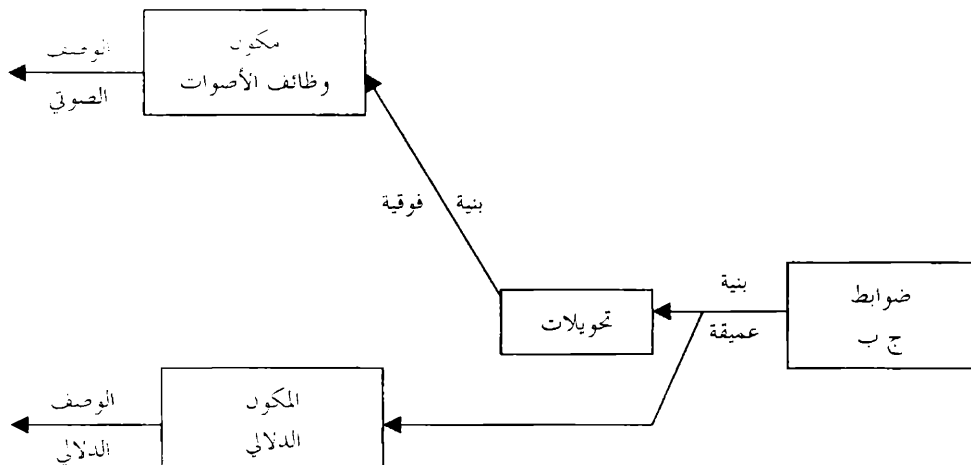 الوصف
الصوتي
مكون
وظائف الأصوات
بنية فوقية
ضوابط
ج ب
بنية
عميقة
تحويلات
المكون
الدلالي
الوصف
الدلالي